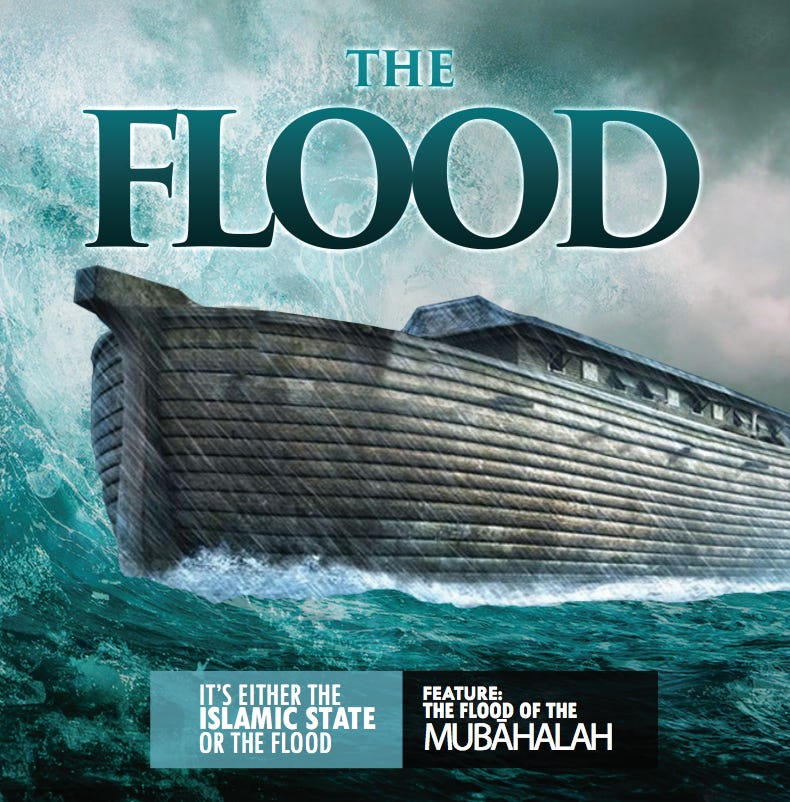 THE
FLOOD
IT'S EITHER THE
ISLAMIC STATE
OR THE FLOOD
FEATURE:
THE FLOOD OF THE
MUBĀHALAH